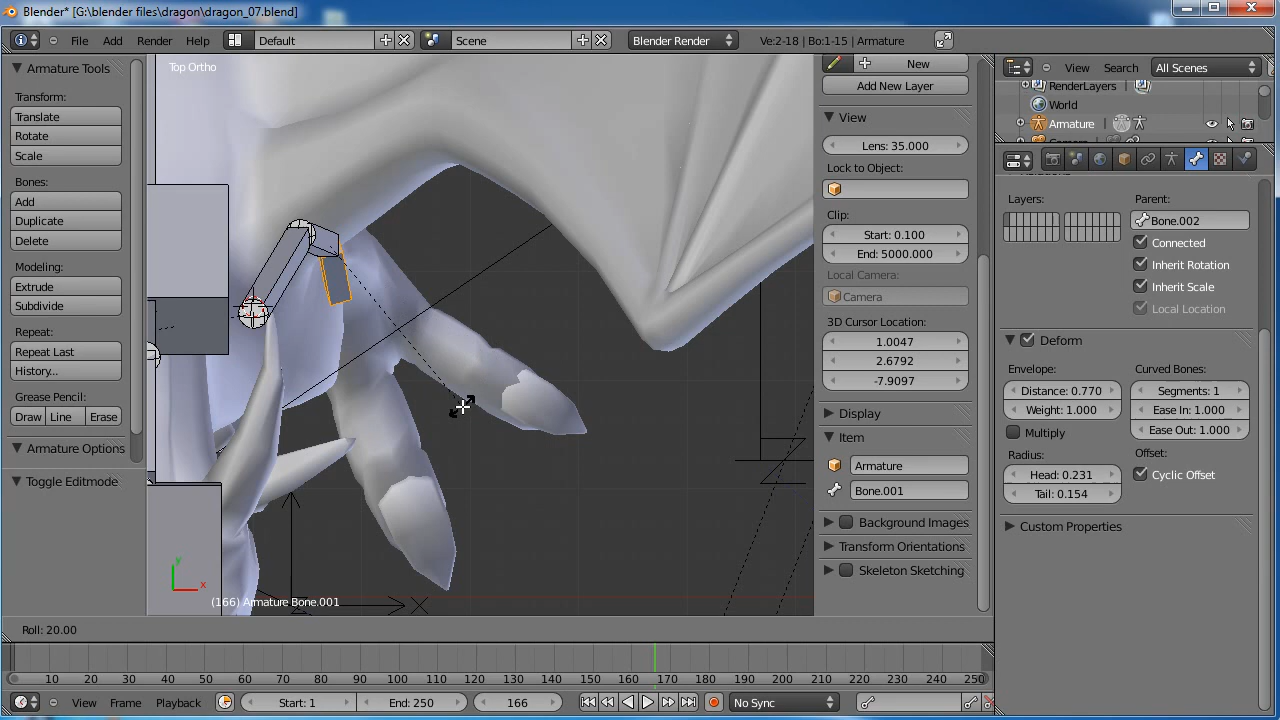 Blender* [G:\blender files\dragon\dragon_07.blend]
File Add Render Help Default Scene Blender Render Ve:2-18 | Bo:1-15 | Armature
Armature Tools
Transform:
Translate
Rotate
Scale
Bones:
Add
Duplicate
Delete
Modeling:
Extrude
Subdivide
Repeat:
Repeat Last
History...
Grease Pencil:
Draw Line Erase
Armature Options
Toggle Editmode
Top Ortho
y
x
(166) Armature Bone.001
New
Add New Layer
View
Lens: 35.000
Lock to Object:
Clip:
Start: 0.100
End: 5000.000
Local Camera:
Camera
3D Cursor Location:
1.0047
2.6792
-7.9097
Display
Item
Armature
Bone.001
Background Images
Transform Orientations
Skeleton Sketching
View Search All Scenes
RenderLayers
World
Armature
Layers:
Parent:
Bone.002
Connected
Inherit Rotation
Inherit Scale
Local Location
Deform
Envelope:
Distance: 0.770
Weight: 1.000
Multiply
Radius:
Head: 0.231
Tail: 0.154
Curved Bones:
Segments: 1
Ease In: 1.000
Ease Out: 1.000
Offset:
Cyclic Offset
Custom Properties
Roll: 20.00
10 20 30 40 50 60 70 80 90 100 110 120 130 140 150 160 170 180 190 200 210 220 230 240 250
View Frame Playback Start: 1 End: 250 166 No Sync